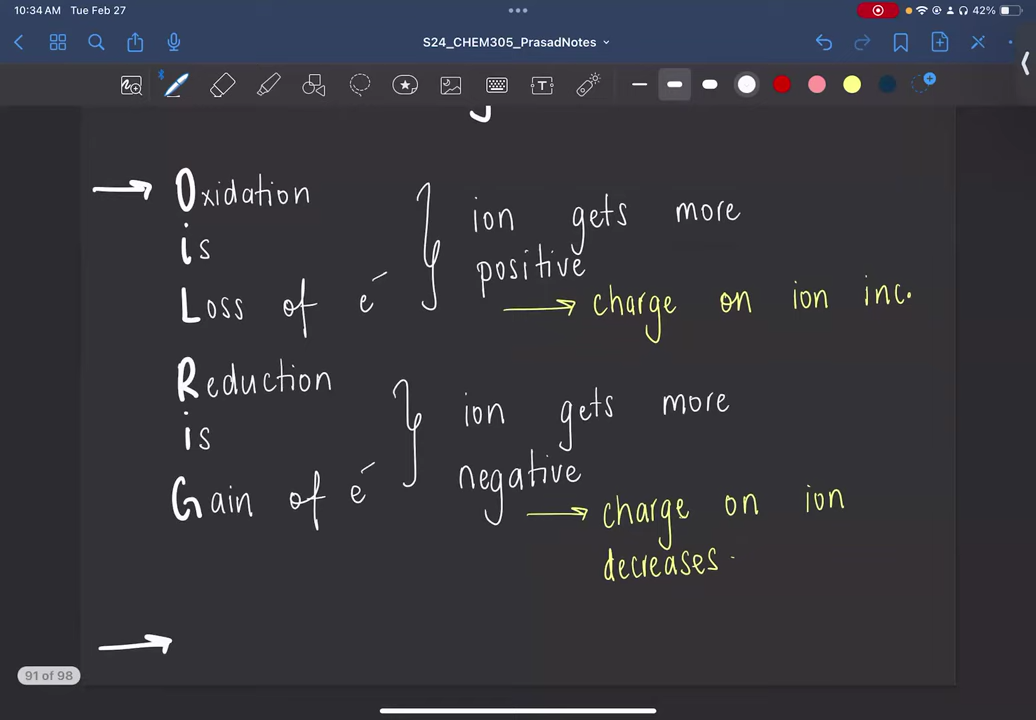 10:34 AM Tue Feb 27
42%
S24_CHEM305_PrasadNotes
Oxidation
is
Loss of e⁻
ion gets more
positive
→ charge on ion inc.
Reduction
is
Gain of e⁻
ion gets more
negative
→ charge on ion
decreases.
91 of 98